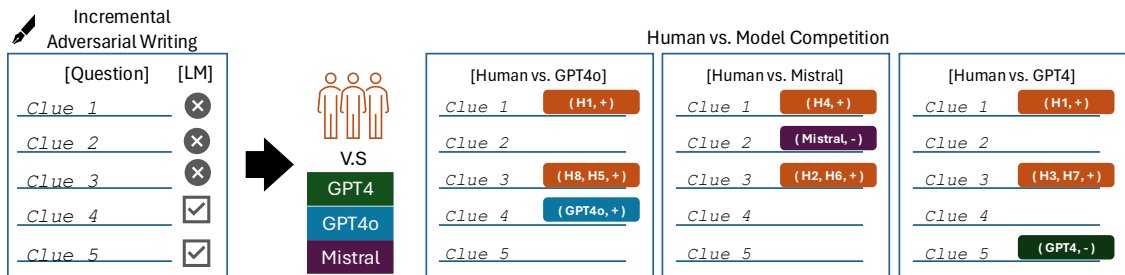 Incremental
Adversarial Writing
[Question] [LM]
Clue 1
Clue 2
Clue 3
Clue 4
Clue 5
V.S
GPT4
GPT4o
Mistral
Human vs. Model Competition
[Human vs. GPT4o]
Clue 1 (H1, +)
Clue 2
Clue 3 (H8, H5, +)
Clue 4 (GPT4o, +)
Clue 5
[Human vs. Mistral]
Clue 1 (H4, +)
Clue 2 (Mistral, -)
Clue 3 (H2, H6, +)
Clue 4
Clue 5
[Human vs. GPT4]
Clue 1 (H1, +)
Clue 2
Clue 3 (H3, H7, +)
Clue 4
Clue 5 (GPT4, -)